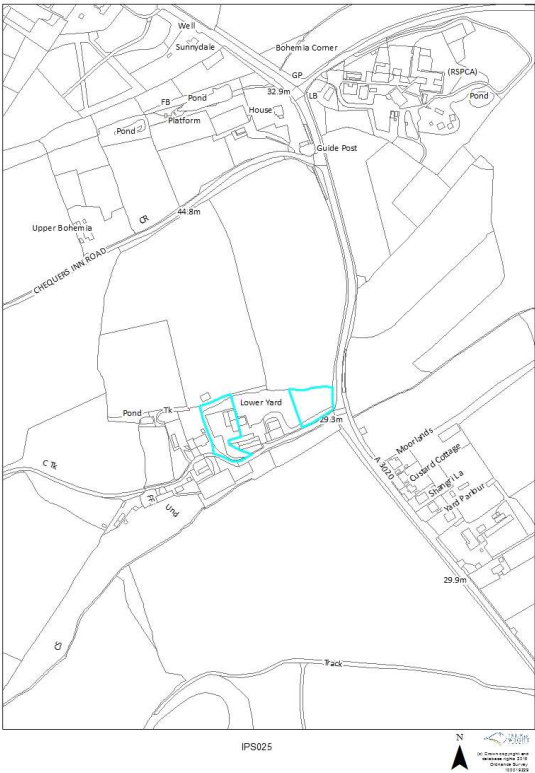 Well
Sunnydale
Bohemia Corner
GP
(RSPCA)
32.9m
LB
FB
Pond
House
Pond
Platform
Pond
Guide Post
44.8m
CR
Upper Bohemia
CHEQUERS INN ROAD
Lower Yard
Pond
Tk
29.3m
Moorlands
Custard Cottage
A 3020
C Tk
Shangri La
Yard Parlour
FF
Und
29.9m
CS
Track
IPS025
N
(c) Crown copyright and
database rights 2018
Ordnance Survey